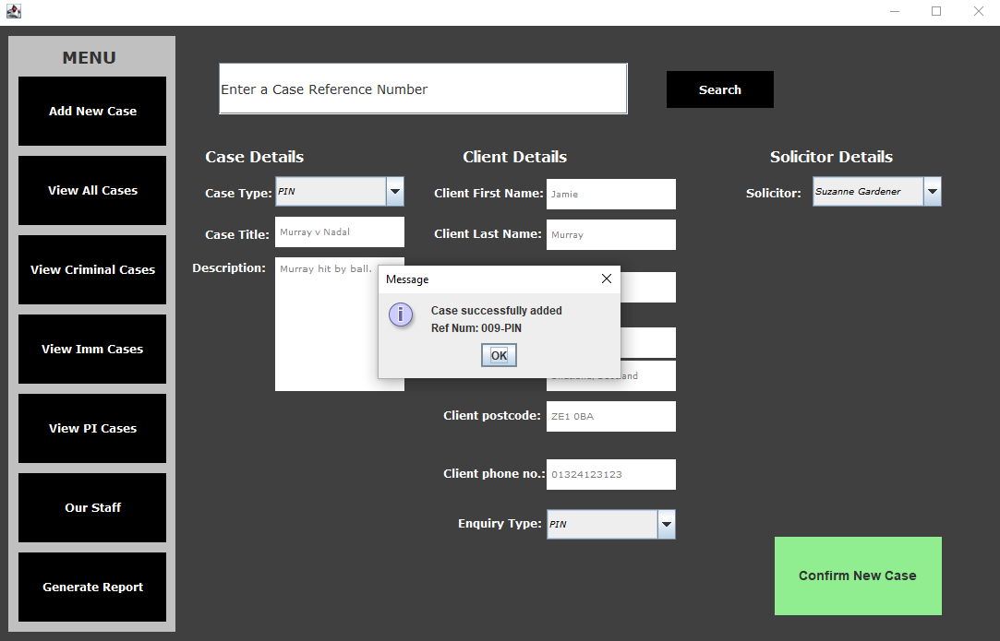 MENU
Add New Case
View All Cases
View Criminal Cases
View Imm Cases
View PI Cases
Our Staff
Generate Report
Enter a Case Reference Number
Search
Case Details
Case Type: PIN
Case Title: Murray v Nadal
Description: Murray hit by ball.
Client Details
Client First Name: Jamie
Client Last Name: Murray
Client postcode: ZE1 0BA
Client phone no.: 01324123123
Enquiry Type: PIN
Solicitor Details
Solicitor: Suzanne Gardener
Confirm New Case
Message
Case successfully added
Ref Num: 009-PIN
OK